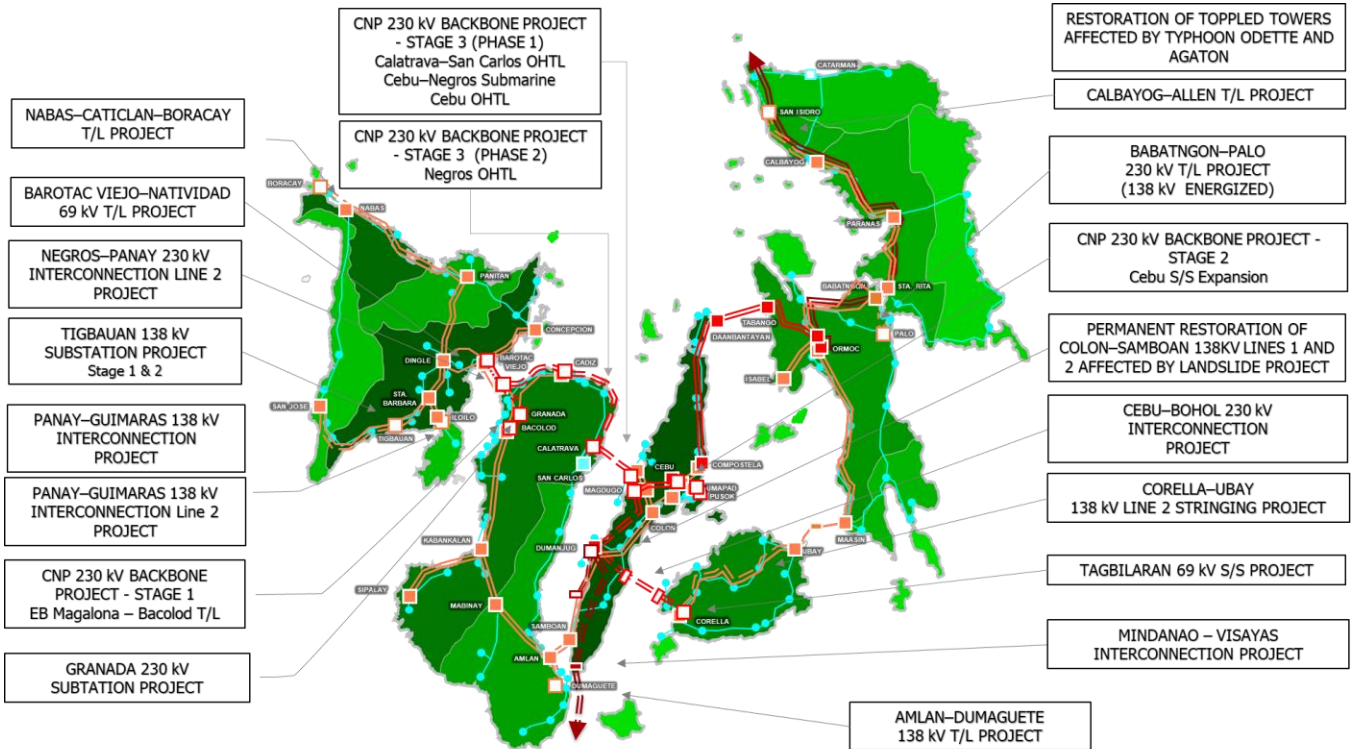 CNP 230 kV BACKBONE PROJECT
- STAGE 3 (PHASE 1)
Calatrava–San Carlos OHTL
Cebu–Negros Submarine
Cebu OHTL
CNP 230 kV BACKBONE PROJECT
- STAGE 3 (PHASE 2)
Negros OHTL
NABAS–CATICLAN–BORACAY
T/L PROJECT
BAROTAC VIEJO–NATIVIDAD
69 kV T/L PROJECT
NEGROS–PANAY 230 kV
INTERCONNECTION LINE 2
PROJECT
TIGBAUAN 138 kV
SUBSTATION PROJECT
Stage 1 & 2
PANAY–GUIMARAS 138 kV
INTERCONNECTION
PROJECT
PANAY–GUIMARAS 138 kV
INTERCONNECTION Line 2
PROJECT
CNP 230 kV BACKBONE
PROJECT - STAGE 1
EB Magalona – Bacolod T/L
GRANADA 230 kV
SUBTATION PROJECT
RESTORATION OF TOPPLED TOWERS
AFFECTED BY TYPHOON ODETTE AND
AGATON
CALBAYOG–ALLEN T/L PROJECT
BABATNGON–PALO
230 kV T/L PROJECT
(138 kV ENERGIZED)
CNP 230 kV BACKBONE PROJECT -
STAGE 2
Cebu S/S Expansion
PERMANENT RESTORATION OF
COLON–SAMBOAN 138KV LINES 1 AND
2 AFFECTED BY LANDSLIDE PROJECT
CEBU–BOHOL 230 kV
INTERCONNECTION
PROJECT
CORELLA–UBAY
138 kV LINE 2 STRINGING PROJECT
TAGBILARAN 69 kV S/S PROJECT
MINDANAO – VISAYAS
INTERCONNECTION PROJECT
AMLAN–DUMAGUETE
138 kV T/L PROJECT
BORACAY
NABAS
PANITAN
CONCEPCION
DINGLE
BAROTAC
VIEJO
CADIZ
STA.
BARBARA
SAN JOSE
ILOILO
TIGBAUAN
GRANADA
BACOLOD
CALATRAVA
SAN CARLOS
KABANKALAN
SIPALAY
MABINAY
SAMBOAN
AMLAN
DUMAGUETE
CATARMAN
SAN ISIDRO
CALBAYOG
PARANAS
BABATNGON
STA. RITA
PALO
TABANGO
DAANBANTAYAN
ORMOC
ISABEL
COMPOSTELA
CEBU
MAGDUGO
UMAPAD
PUSOK
COLON
DUMANJUG
MAASIN
UBAY
CORELLA